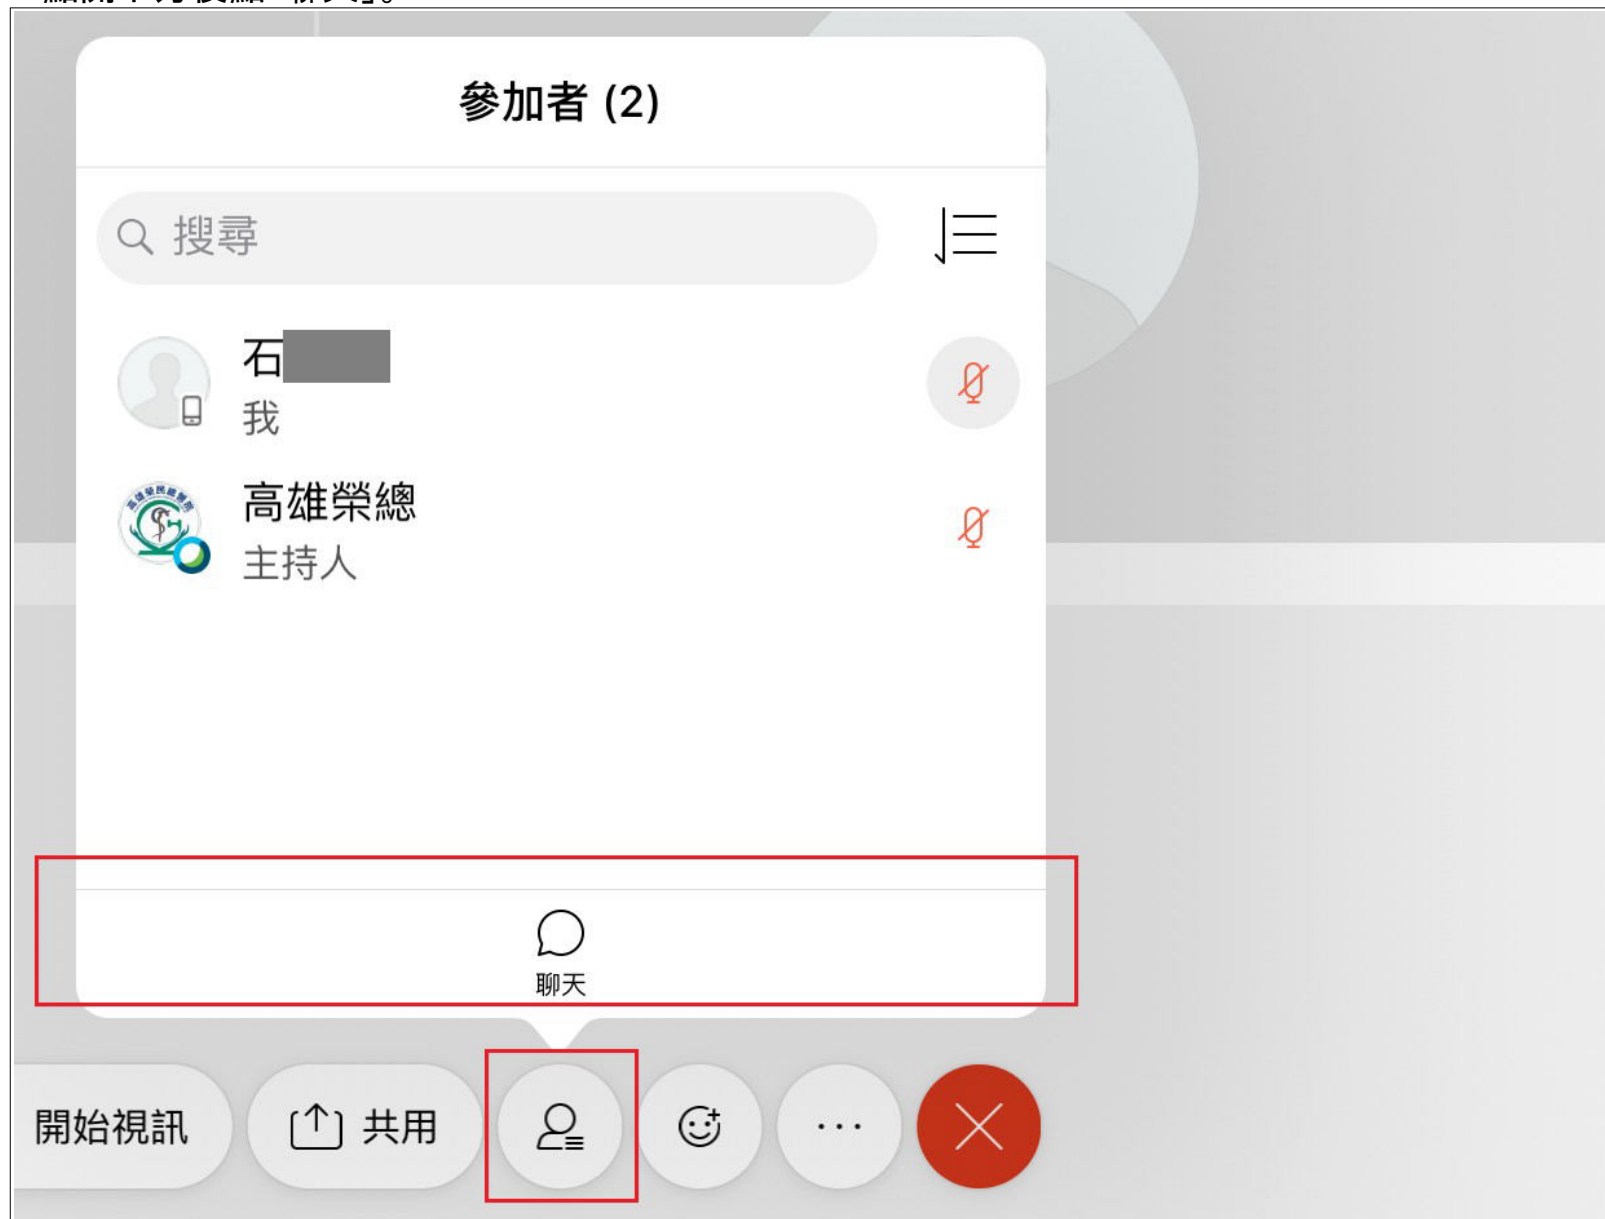 參加者 (2)
搜尋
石
我
高雄榮總
主持人
聊天
開始視訊
共用